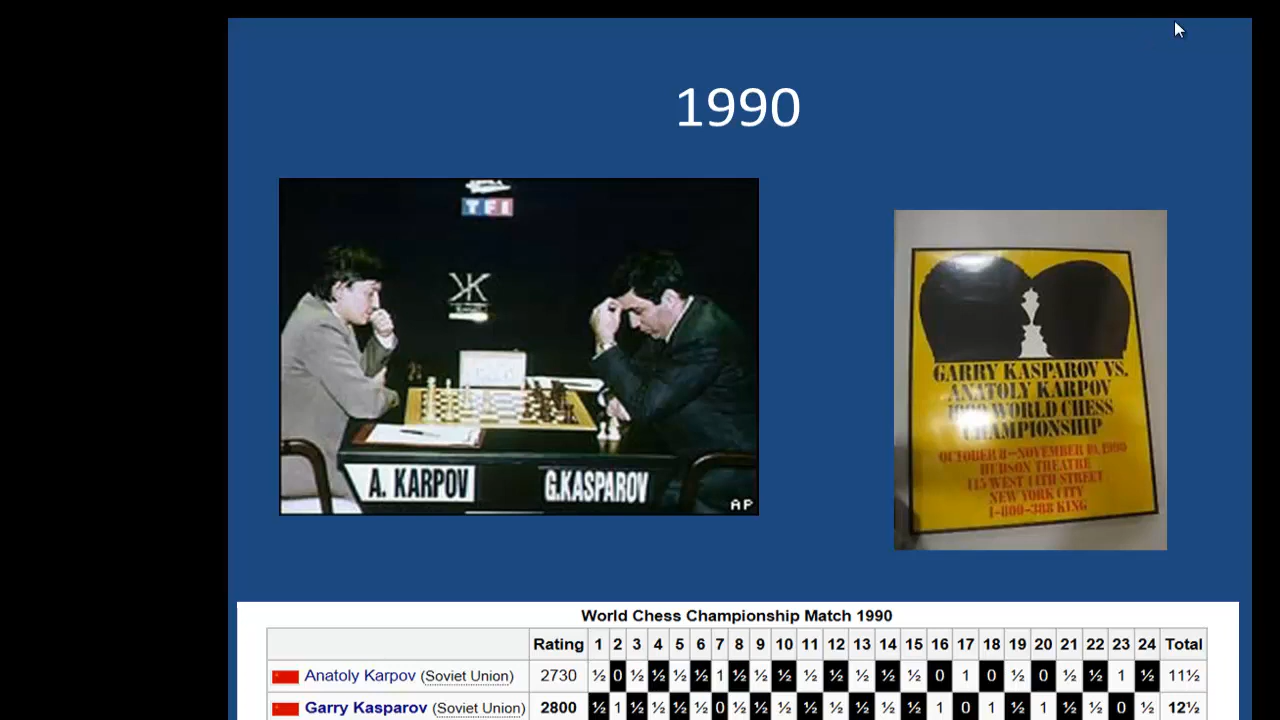 1990
TF1
A. KARPOV
G.KASPAROV
AP
GARRY KASPAROV VS.
ANATOLY KARPOV
1990 WORLD CHESS
CHAMPIONSHIP
OCTOBER 8—NOVEMBER 10, 1990
HUDSON THEATRE
115 WEST 44TH STREET
NEW YORK CITY
1-800-388 KING
World Chess Championship Match 1990
Rating 1 2 3 4 5 6 7 8 9 10 11 12 13 14 15 16 17 18 19 20 21 22 23 24 Total
Anatoly Karpov (Soviet Union) 2730 ½ 0 ½ ½ ½ ½ 1 ½ ½ ½ ½ ½ ½ ½ ½ 0 1 0 ½ 0 ½ ½ 1 ½ 11½
Garry Kasparov (Soviet Union) 2800 ½ 1 ½ ½ ½ ½ 0 ½ ½ ½ ½ ½ ½ ½ ½ 1 0 1 ½ 1 ½ ½ 0 ½ 12½